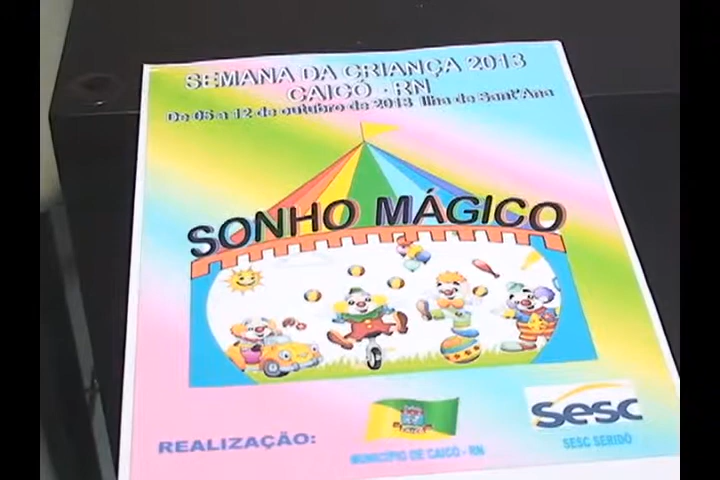 SEMANA DA CRIANÇA 2013
CAICÓ - RN
De 05 a 12 de outubro de 2013 Ilha de Sant'Ana
SONHO MÁGICO
REALIZAÇÃO:
MUNICÍPIO DE CAICÓ - RN
Sesc
SESC SERIDÓ